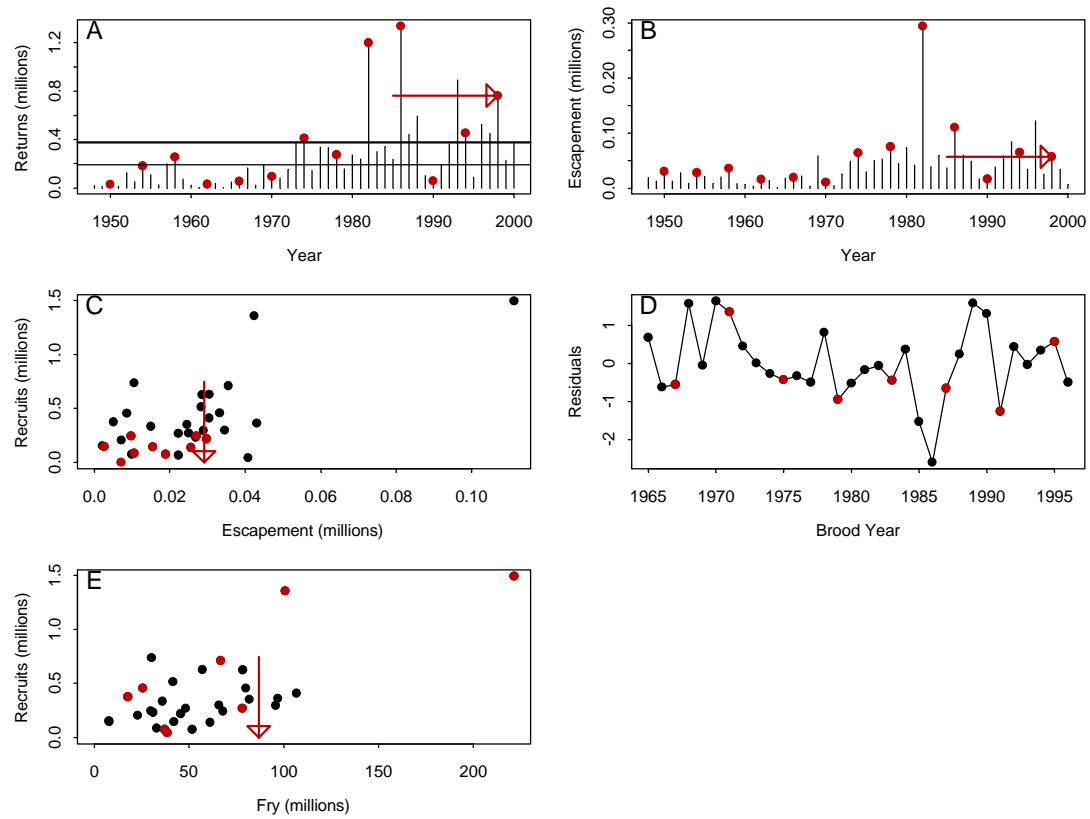 A
Returns (millions)
0.0 0.4 0.8 1.2
1950 1960 1970 1980 1990 2000
Year
B
Escapement (millions)
0.0 0.10 0.20 0.30
1950 1960 1970 1980 1990 2000
Year
C
Recruits (millions)
0.0 0.5 1.0 1.5
0.0 0.02 0.04 0.06 0.08 0.10
Escapement (millions)
D
Residuals
-2 -1 0 1
1965 1970 1975 1980 1985 1990 1995
Brood Year
E
Recruits (millions)
0.0 0.5 1.0 1.5
0 50 100 150 200
Fry (millions)